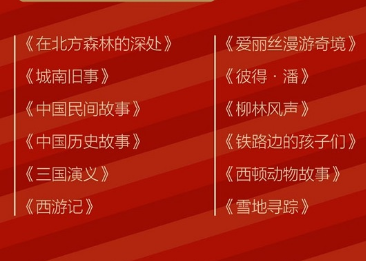 《在北方森林的深处》
《城南旧事》
《中国民间故事》
《中国历史故事》
《三国演义》
《西游记》
《爱丽丝漫游奇境》
《彼得·潘》
《柳林风声》
《铁路边的孩子们》
《西顿动物故事》
《雪地寻踪》